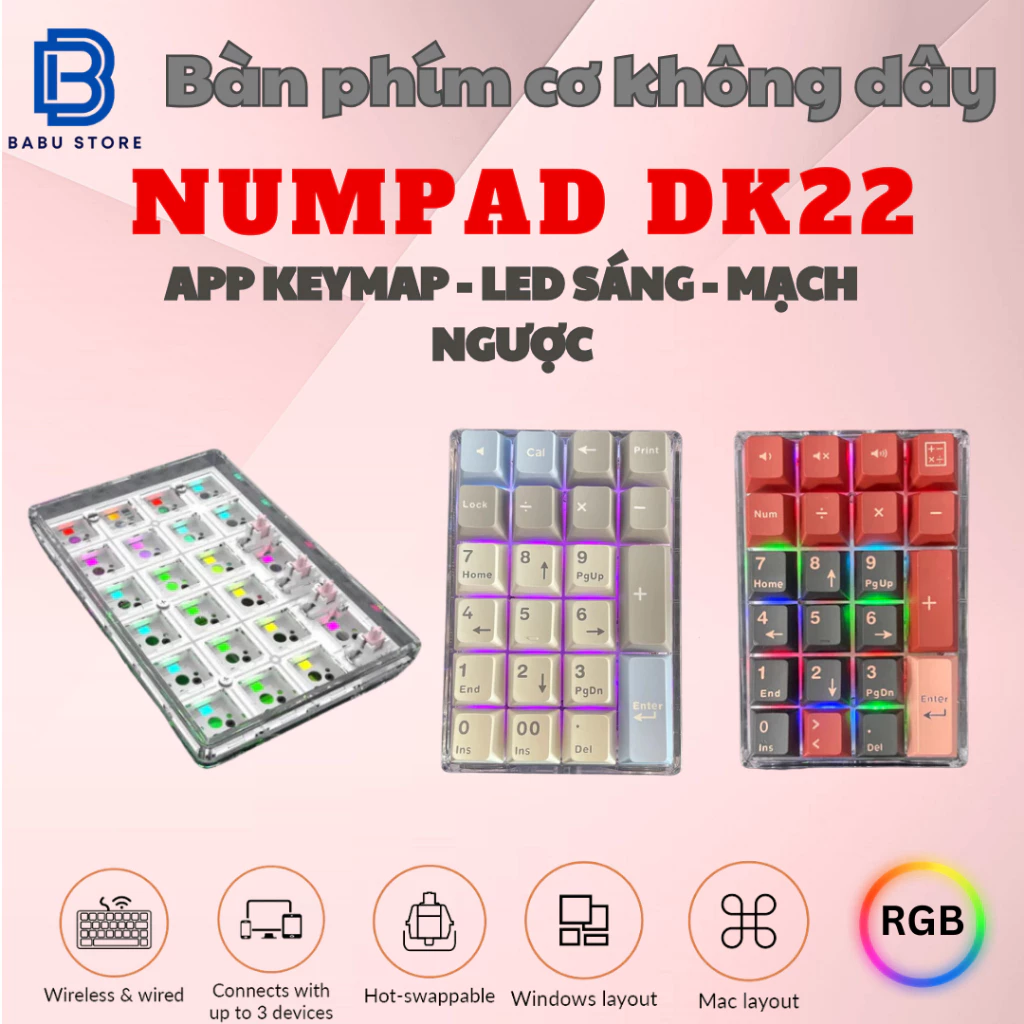 BABU STORE
Bàn phím cơ không dây
NUMPAD DK22
APP KEYMAP - LED SÁNG - MẠCH
NGƯỢC
Cal
Print
Lock
÷
×
−
7
Home
8
9
PgUp
+
4
5
6
1
End
2
3
PgDn
Enter
0
Ins
00
Ins
.
Del
+ −
× ÷
Num
÷
×
−
7
Home
8
9
PgUp
+
4
5
6
1
End
2
3
PgDn
Enter
0
Ins
>
<
.
Del
RGB
Wireless & wired
Connects with
up to 3 devices
Hot-swappable
Windows layout
Mac layout